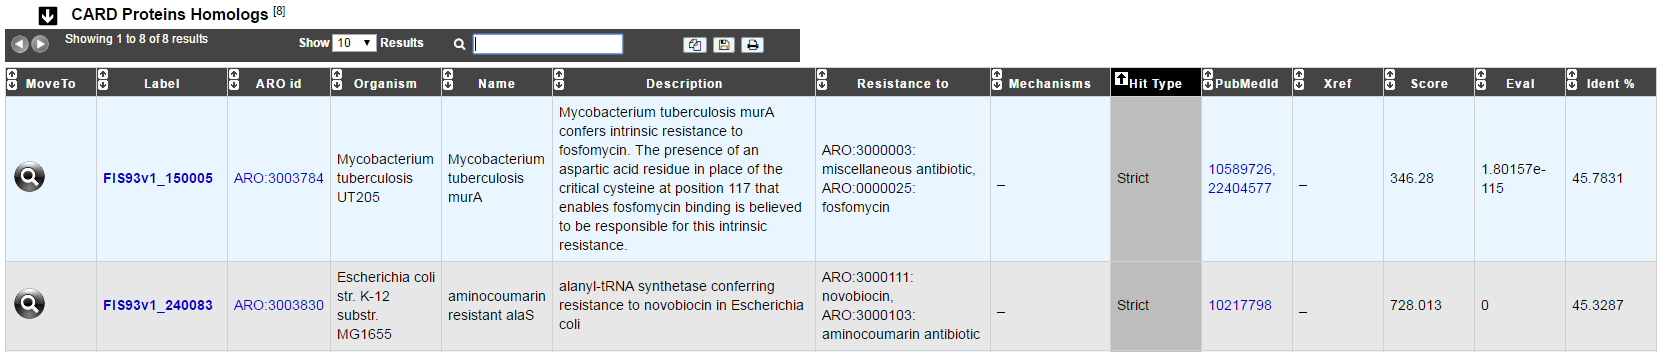 CARD Proteins Homologs [8]
Showing 1 to 8 of 8 results
Show 10 Results
MoveTo Label ARO id Organism Name Description Resistance to Mechanisms Hit Type PubMedId Xref Score Eval Ident %
FIS93v1_150005
ARO:3003784
Mycobacterium
tuberculosis
UT205
Mycobacterium
tuberculosis
murA
Mycobacterium tuberculosis murA
confers intrinsic resistance to
fosfomycin. The presence of an
aspartic acid residue in place of the
critical cysteine at position 117 that
enables fosfomycin binding is believed
to be responsible for this intrinsic
resistance.
ARO:3000003:
miscellaneous antibiotic,
ARO:0000025:
fosfomycin
_
Strict
10589726,
22404577
_
346.28
1.80157e-
115
45.7831
FIS93v1_240083
ARO:3003830
Escherichia coli
str. K-12
substr.
MG1655
aminocoumarin
resistant alaS
alanyl-tRNA synthetase conferring
resistance to novobiocin in Escherichia
coli
ARO:3000111:
novobiocin,
ARO:3000103:
aminocoumarin antibiotic
_
Strict
10217798
_
728.013
0
45.3287